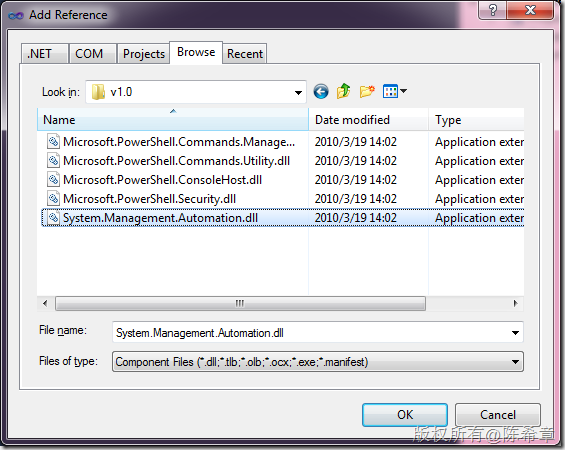 Add Reference
.NET COM Projects Browse Recent
Look in: v1.0
Name Date modified Type
Microsoft.PowerShell.Commands.Manage... 2010/3/19 14:02 Application exter
Microsoft.PowerShell.Commands.Utility.dll 2010/3/19 14:02 Application exter
Microsoft.PowerShell.ConsoleHost.dll 2010/3/19 14:02 Application exter
Microsoft.PowerShell.Security.dll 2010/3/19 14:02 Application exter
System.Management.Automation.dll 2010/3/19 14:02 Application exter
File name: System.Management.Automation.dll
Files of type: Component Files (*.dll;*.tlb;*.olb;*.ocx;*.exe;*.manifest)
OK Cancel
版权所有@陈希章